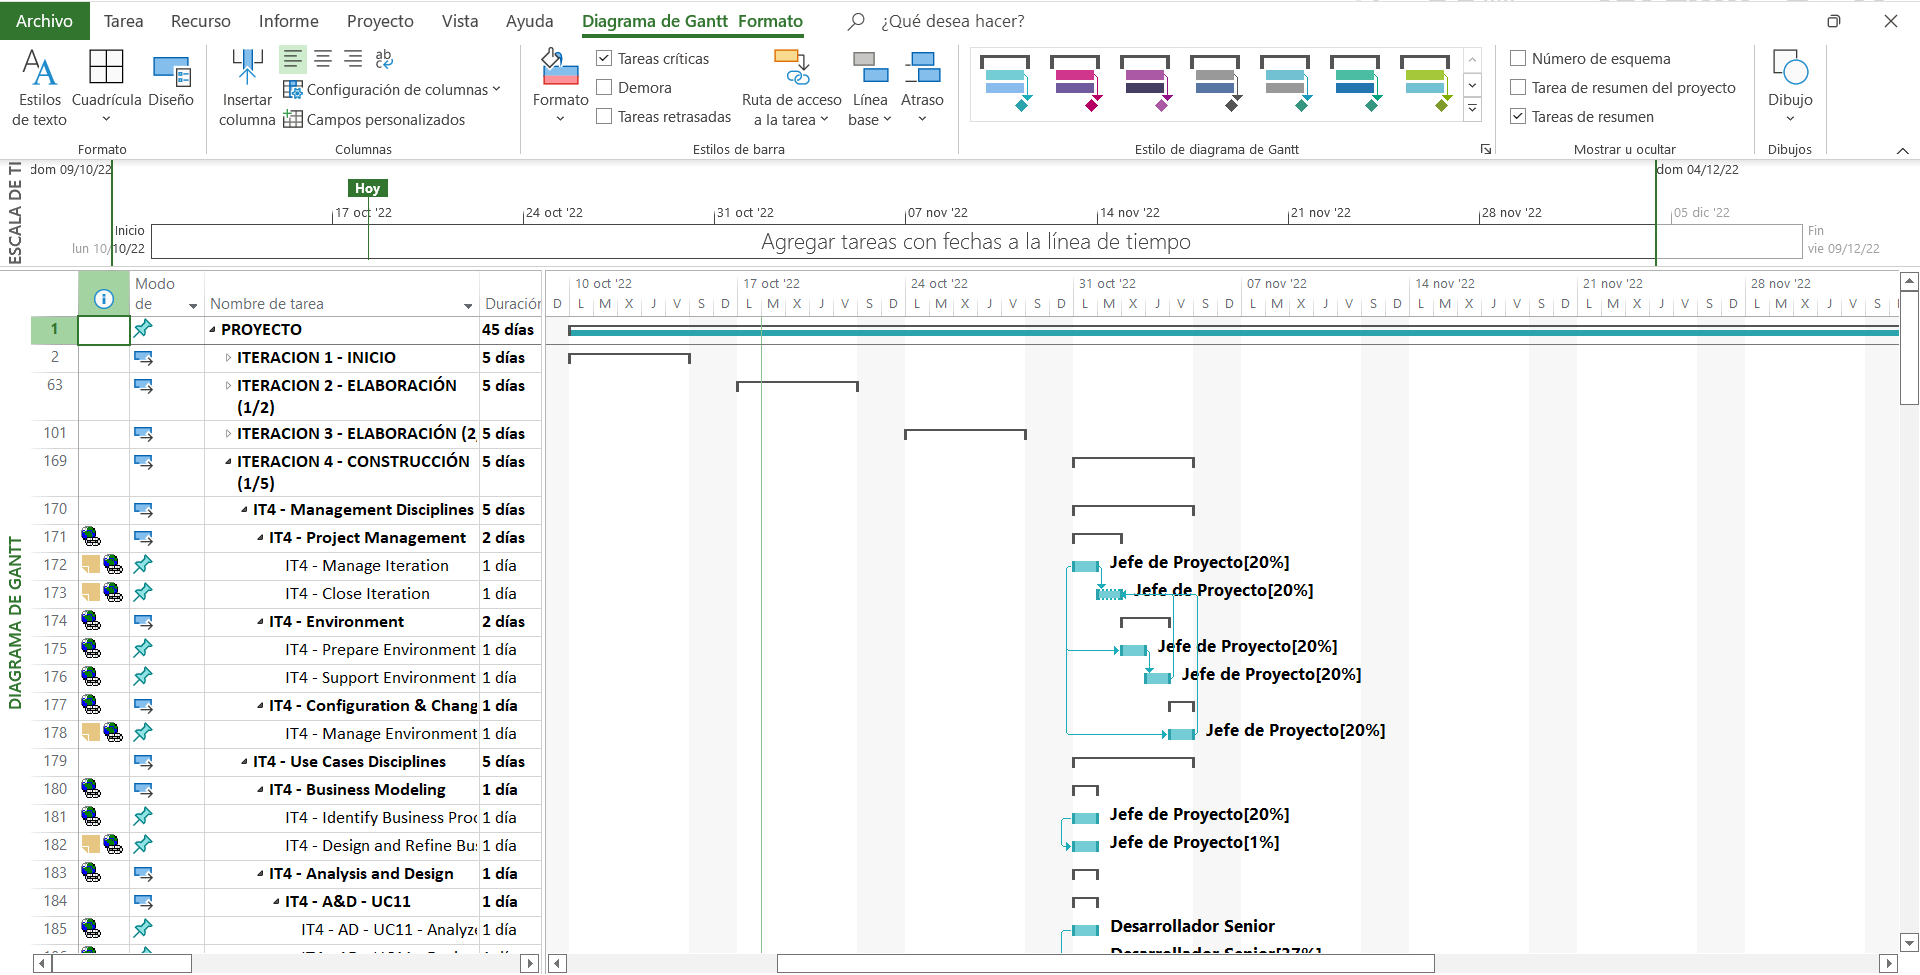 Archivo Tarea Recurso Informe Proyecto Vista Ayuda Diagrama de Gantt Formato ¿Qué desea hacer?
Estilos de texto
Cuadrícula
Diseño
Formato
Insertar columna
ab
c
Configuración de columnas
Campos personalizados
Columnas
Formato
Tareas críticas
Demora
Tareas retrasadas
Ruta de acceso a la tarea
Línea base
Atraso
Estilos de barra
Estilo de diagrama de Gantt
Número de esquema
Tarea de resumen del proyecto
Tareas de resumen
Mostrar u ocultar
Dibujo
Dibujos
ESCALA DE TI
dom 09/10/22
dom 04/12/22
Hoy
17 oct '22 24 oct '22 31 oct '22 07 nov '22 14 nov '22 21 nov '22 28 nov '22 05 dic '22
Inicio
lun 10/10/22
Agregar tareas con fechas a la línea de tiempo
Fin
vie 09/12/22
DIAGRAMA DE GANTT
Modo de
Nombre de tarea
Duración
10 oct '22 17 oct '22 24 oct '22 31 oct '22 07 nov '22 14 nov '22 21 nov '22 28 nov '22
D L M X J V S D L M X J V S D L M X J V S D L M X J V S D L M X J V S D L M X J V S D L M X J V S D L M X J V S
1 PROYECTO 45 días
2 ITERACION 1 - INICIO 5 días
63 ITERACION 2 - ELABORACIÓN (1/2) 5 días
101 ITERACION 3 - ELABORACIÓN (2, 5 días
169 ITERACION 4 - CONSTRUCCIÓN (1/5) 5 días
170 IT4 - Management Disciplines 5 días
171 IT4 - Project Management 2 días
172 IT4 - Manage Iteration 1 día Jefe de Proyecto[20%]
173 IT4 - Close Iteration 1 día Jefe de Proyecto[20%]
174 IT4 - Environment 2 días
175 IT4 - Prepare Environment 1 día Jefe de Proyecto[20%]
176 IT4 - Support Environment 1 día Jefe de Proyecto[20%]
177 IT4 - Configuration & Chang 1 día
178 IT4 - Manage Environment 1 día Jefe de Proyecto[20%]
179 IT4 - Use Cases Disciplines 5 días
180 IT4 - Business Modeling 1 día
181 IT4 - Identify Business Proc 1 día Jefe de Proyecto[20%]
182 IT4 - Design and Refine Bu 1 día Jefe de Proyecto[1%]
183 IT4 - Analysis and Design 1 día
184 IT4 - A&D - UC11 1 día
185 IT4 - AD - UC11 - Analyze 1 día Desarrollador Senior